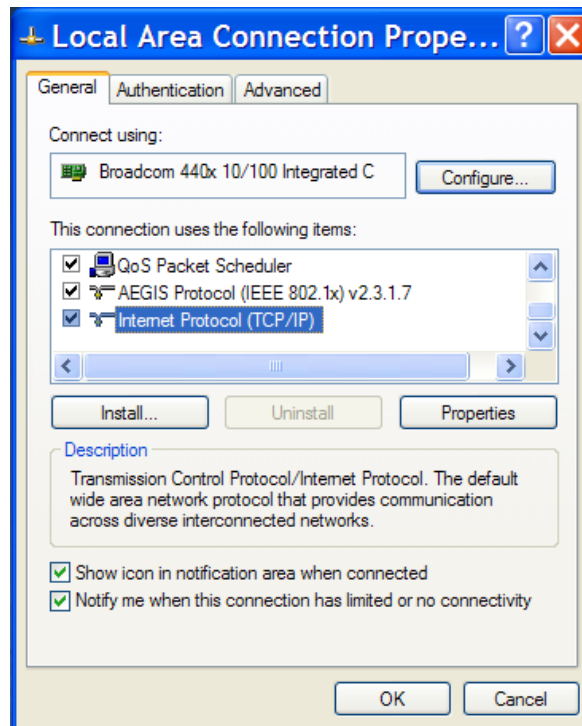 Local Area Connection Prope... ?
General Authentication Advanced
Connect using:
Broadcom 440x 10/100 Integrated C Configure...
This connection uses the following items:
QoS Packet Scheduler
AEGIS Protocol (IEEE 802.1x) v2.3.1.7
Internet Protocol (TCP/IP)
Install... Uninstall Properties
Description
Transmission Control Protocol/Internet Protocol. The default
wide area network protocol that provides communication
across diverse interconnected networks.
Show icon in notification area when connected
Notify me when this connection has limited or no connectivity
OK Cancel